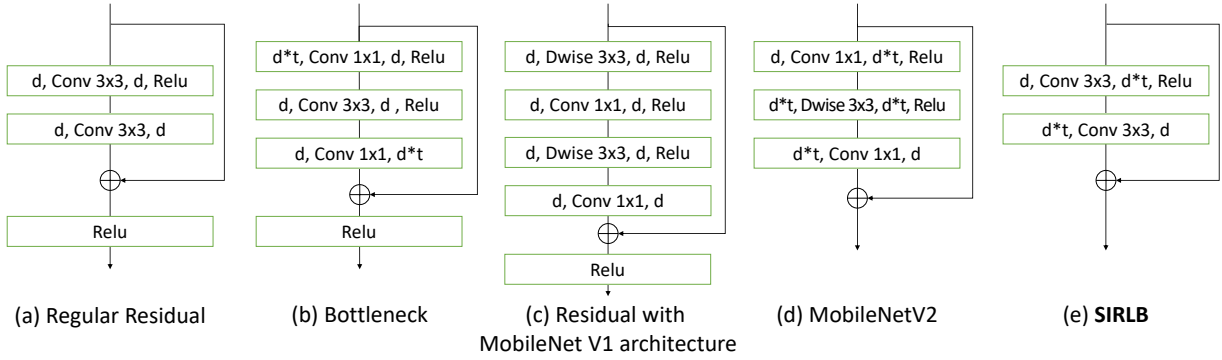 d, Conv 3x3, d, Relu
d, Conv 3x3, d
Relu
(a) Regular Residual
d*t, Conv 1x1, d, Relu
d, Conv 3x3, d , Relu
d, Conv 1x1, d*t
Relu
(b) Bottleneck
d, Dwise 3x3, d, Relu
d, Conv 1x1, d, Relu
d, Dwise 3x3, d, Relu
d, Conv 1x1, d
Relu
(c) Residual with
MobileNet V1 architecture
d, Conv 1x1, d*t, Relu
d*t, Dwise 3x3, d*t, Relu
d*t, Conv 1x1, d
(d) MobileNetV2
d, Conv 3x3, d*t, Relu
d*t, Conv 3x3, d
(e) SIRLB